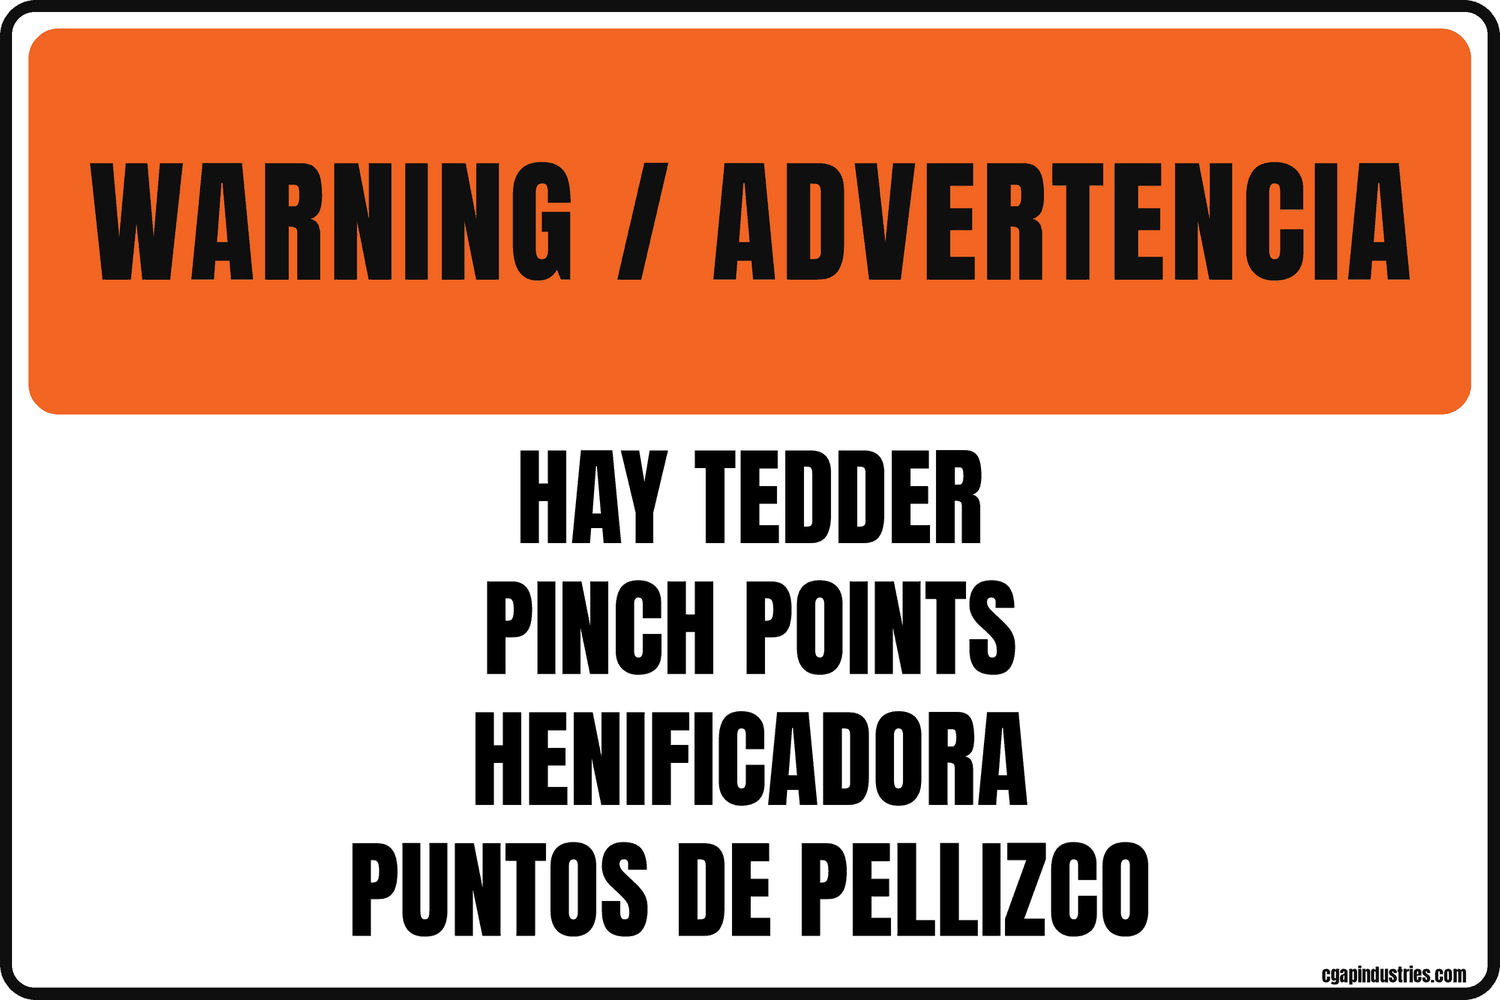 WARNING / ADVERTENCIA
HAY TEDDER
PINCH POINTS
HENIFICADORA
PUNTOS DE PELLIZCO
cgapindustries.com